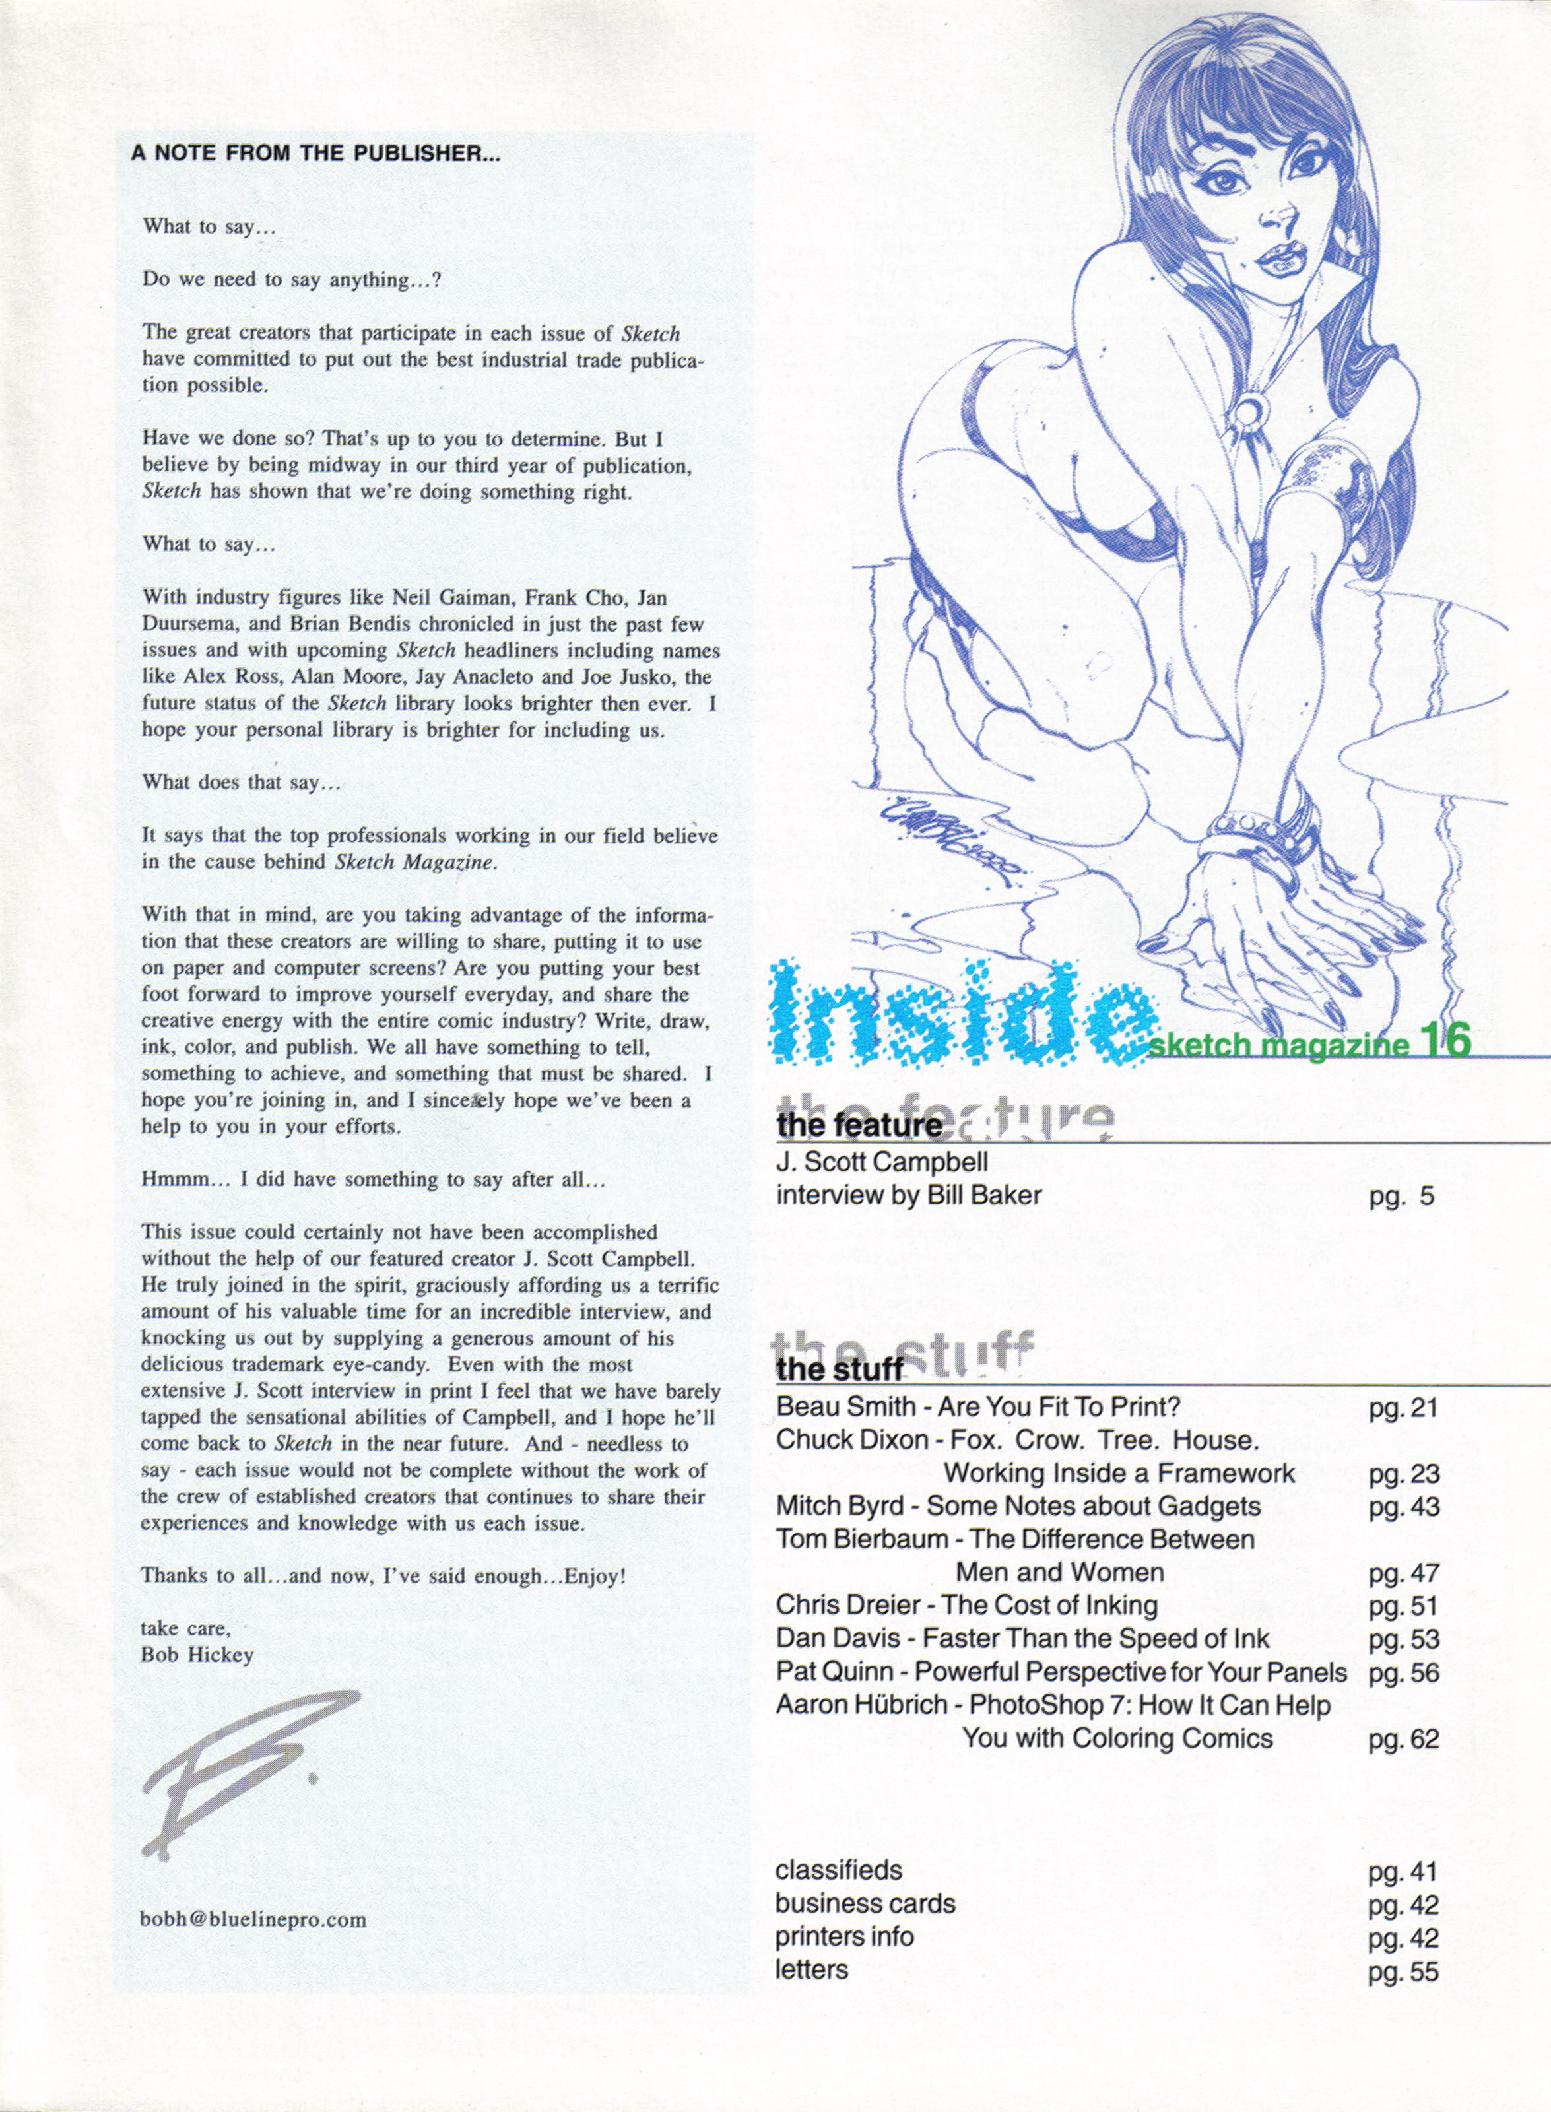 A NOTE FROM THE PUBLISHER...
What to say...
Do we need to say anything...?
The great creators that participate in each issue of Sketch
have committed to put out the best industrial trade publica-
tion possible.
Have we done so? That's up to you to determine. But I
believe by being midway in our third year of publication,
Sketch has shown that we're doing something right.
What to say...
With industry figures like Neil Gaiman, Frank Cho, Jan
Duursema, and Brian Bendis chronicled in just the past few
issues and with upcoming Sketch headliners including names
like Alex Ross, Alan Moore, Jay Anacleto and Joe Jusko, the
future status of the Sketch library looks brighter then ever. I
hope your personal library is brighter for including us.
What does that say...
It says that the top professionals working in our field believe
in the cause behind Sketch Magazine.
With that in mind, are you taking advantage of the informa-
tion that these creators are willing to share, putting it to use
on paper and computer screens? Are you putting your best
foot forward to improve yourself everyday, and share the
creative energy with the entire comic industry? Write, draw,
ink, color, and publish. We all have something to tell,
something to achieve, and something that must be shared. I
hope you're joining in, and I sincerely hope we've been a
help to you in your efforts.
Hmmm... I did have something to say after all...
This issue could certainly not have been accomplished
without the help of our featured creator J. Scott Campbell.
He truly joined in the spirit, graciously affording us a terrific
amount of his valuable time for an incredible interview, and
knocking us out by supplying a generous amount of his
delicious trademark eye-candy. Even with the most
extensive J. Scott interview in print I feel that we have barely
tapped the sensational abilities of Campbell, and I hope he'll
come back to Sketch in the near future. And - needless to
say - each issue would not be complete without the work of
the crew of established creators that continues to share their
experiences and knowledge with us each issue.
Thanks to all...and now, I've said enough...Enjoy!
take care,
Bob Hickey
B.
bobh@bluelinepro.com
Inside
sketch magazine 16
the feature
the feature
J. Scott Campbell
interview by Bill Baker pg. 5
the stuff
the stuff
Beau Smith - Are You Fit To Print? pg. 21
Chuck Dixon - Fox. Crow. Tree. House.
Working Inside a Framework pg. 23
Mitch Byrd - Some Notes about Gadgets pg. 43
Tom Bierbaum - The Difference Between
Men and Women pg. 47
Chris Dreier - The Cost of Inking pg. 51
Dan Davis - Faster Than the Speed of Ink pg. 53
Pat Quinn - Powerful Perspective for Your Panels pg. 56
Aaron Hübrich - PhotoShop 7: How It Can Help
You with Coloring Comics pg. 62
classifieds pg. 41
business cards pg. 42
printers info pg. 42
letters pg. 55